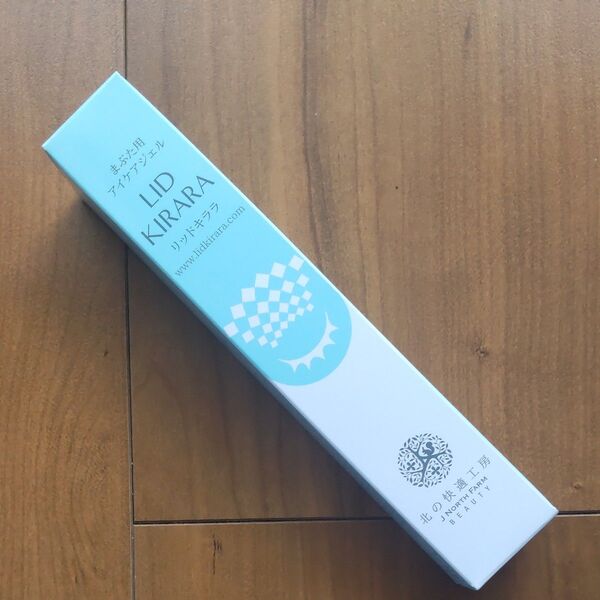 まぶた用
アイケアジェル
LID
KIRARA
リッドキララ
www.lidkirara.com
北の快適工房
J NORTH FARM
BEAUTY